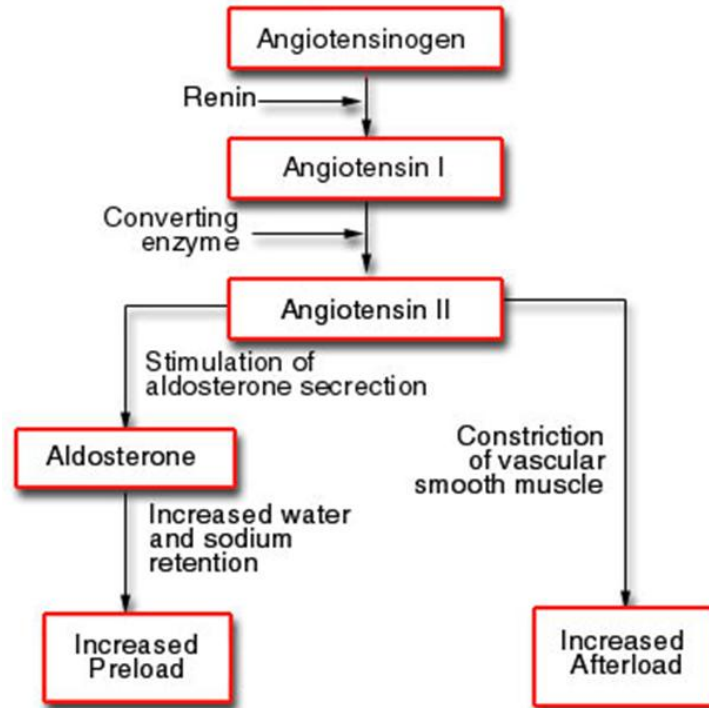 Angiotensinogen
Renin
Angiotensin I
Converting
enzyme
Angiotensin II
Stimulation of
aldosterone secretion
Aldosterone
Constriction
of vascular
smooth muscle
Increased water
and sodium
retention
Increased
Preload
Increased
Afterload